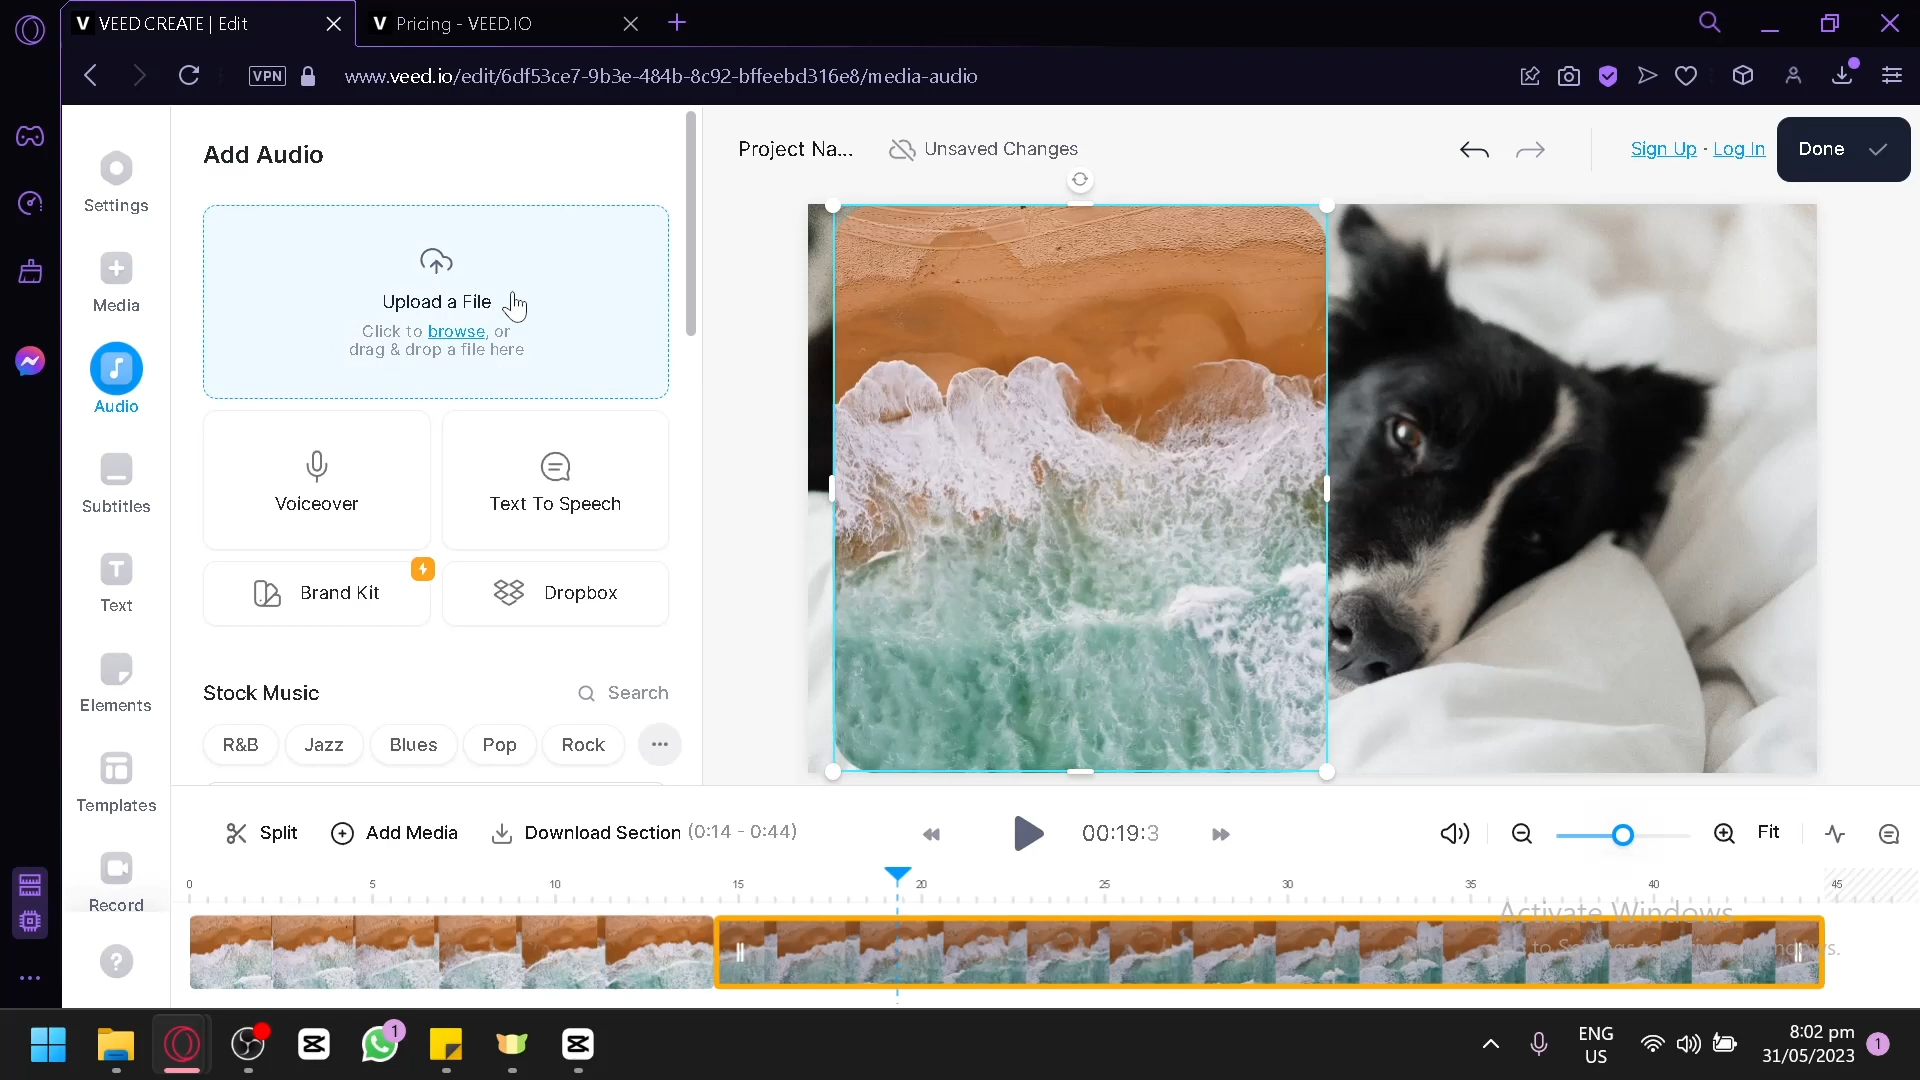 VEED CREATE | Edit
Pricing - VEED.IO
VPN
www.veed.io/edit/6df53ce7-9b3e-484b-8c92-bffeebd316e8/media-audio
Settings
Media
Audio
Subtitles
Text
Elements
Templates
Record
Add Audio
Upload a File
Click to browse, or
drag & drop a file here
Voiceover
Text To Speech
Brand Kit
Dropbox
Stock Music
Search
R&B
Jazz
Blues
Pop
Rock
Project Na...
Unsaved Changes
Sign Up · Log In
Done
Split
Add Media
Download Section (0:14 - 0:44)
00:19:3
Fit
0 5 10 15 20 25 30 35 40 45
Activate Windows
ENG
US
8:02 pm
31/05/2023
1
1